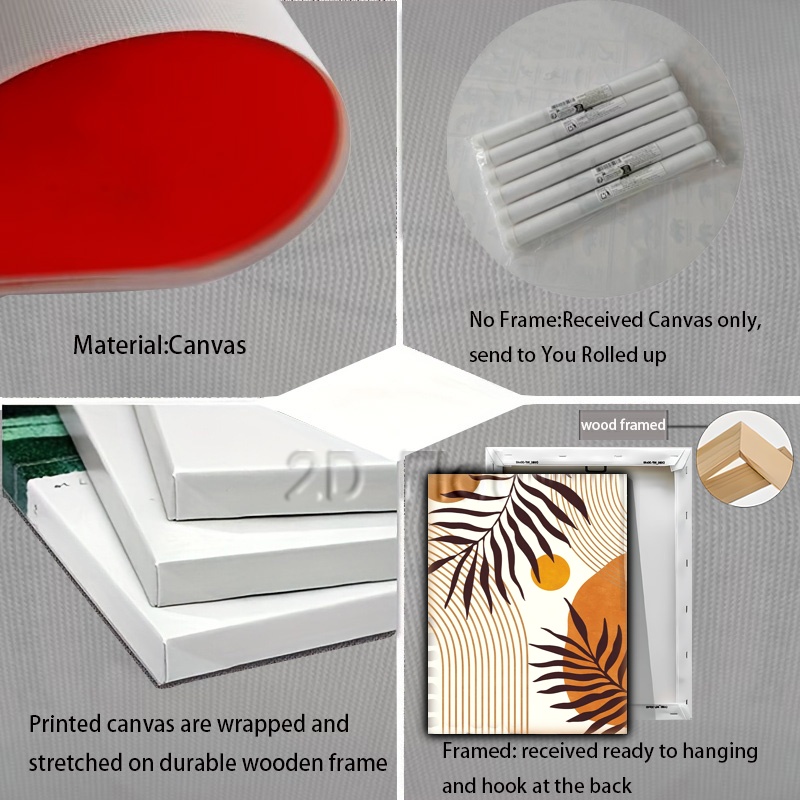 Material:Canvas
No Frame:Received Canvas only,
send to You Rolled up
wood framed
2D
Printed canvas are wrapped and
stretched on durable wooden frame
Framed: received ready to hanging
and hook at the back